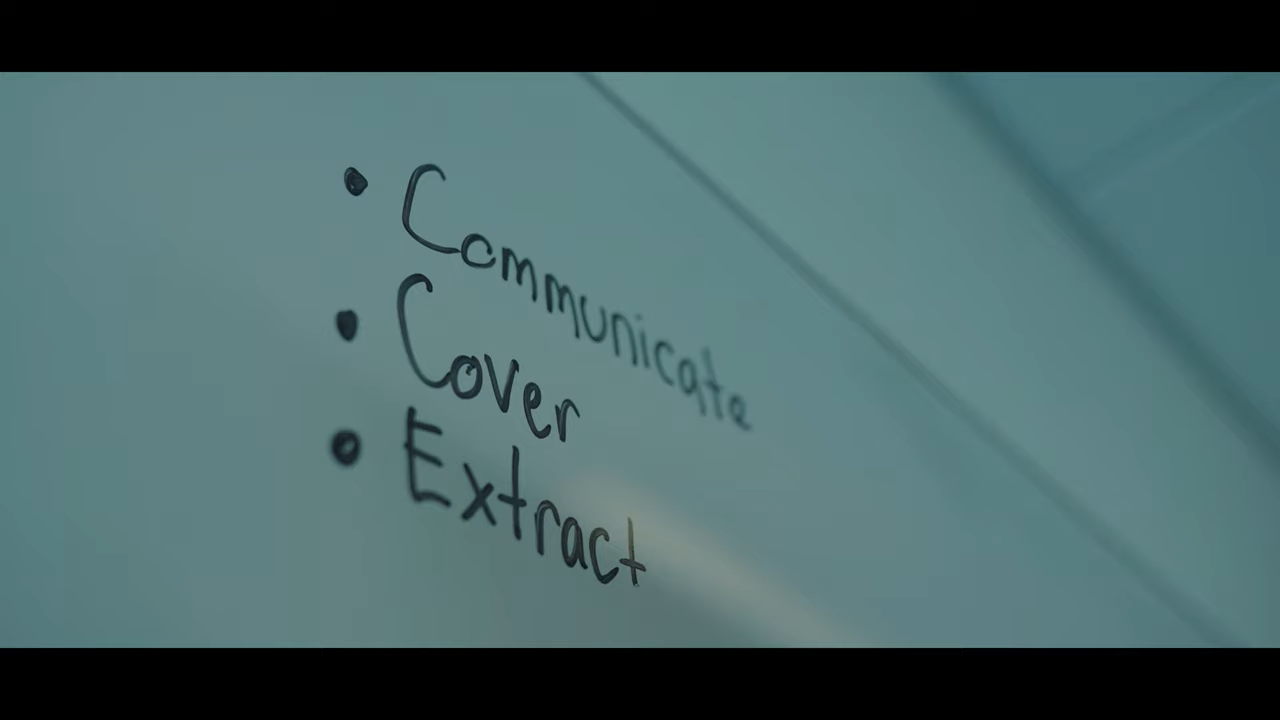 • Communicate
• Cover
• Extract